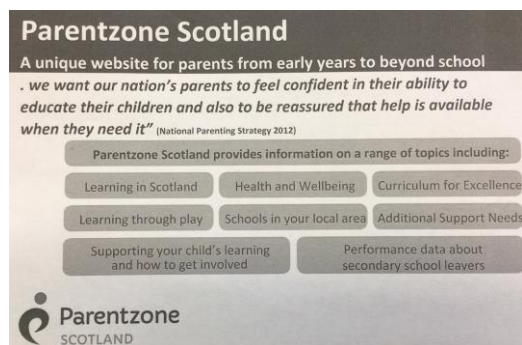 Parentzone Scotland
A unique website for parents from early years to beyond school
. we want our nation's parents to feel confident in their ability to
educate their children and also to be reassured that help is available
when they need it" (National Parenting Strategy 2012)
Parentzone Scotland provides information on a range of topics including:
Learning in Scotland
Health and Wellbeing
Curriculum for Excellence
Learning through play
Schools in your local area
Additional Support Needs
Supporting your child's learning
and how to get involved
Performance data about
secondary school leavers
Parentzone
SCOTLAND